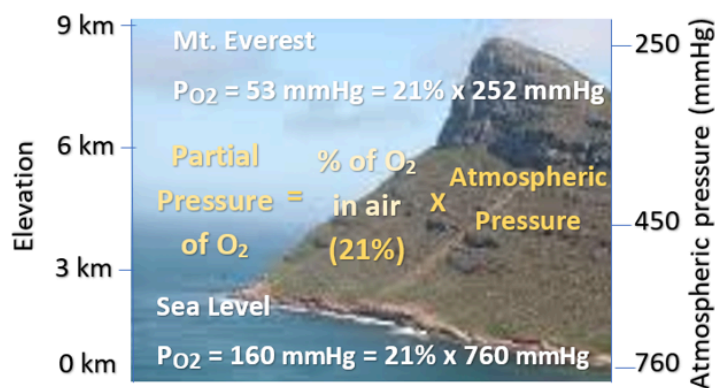 9 km
Mt. Everest
250
P O2 = 53 mmHg = 21% x 252 mmHg
6 km
Partial
Pressure
of O2
=
% of O2
in air
(21%)
x
Atmospheric
Pressure
450
3 km
Sea Level
0 km
PO2 = 160 mmHg = 21% x 760 mmHg
760
Elevation
Atmospheric pressure (mmHg)